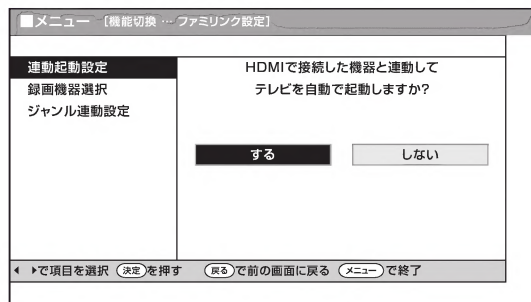 ■メニュー [機能切換 … ファミリンク設定]
連動起動設定
録画機器選択
ジャンル連動設定
HDMIで接続した機器と連動して
テレビを自動で起動しますか?
する しない
で項目を選択 決定 を押す 戻る で前の画面に戻る メニュー で終了